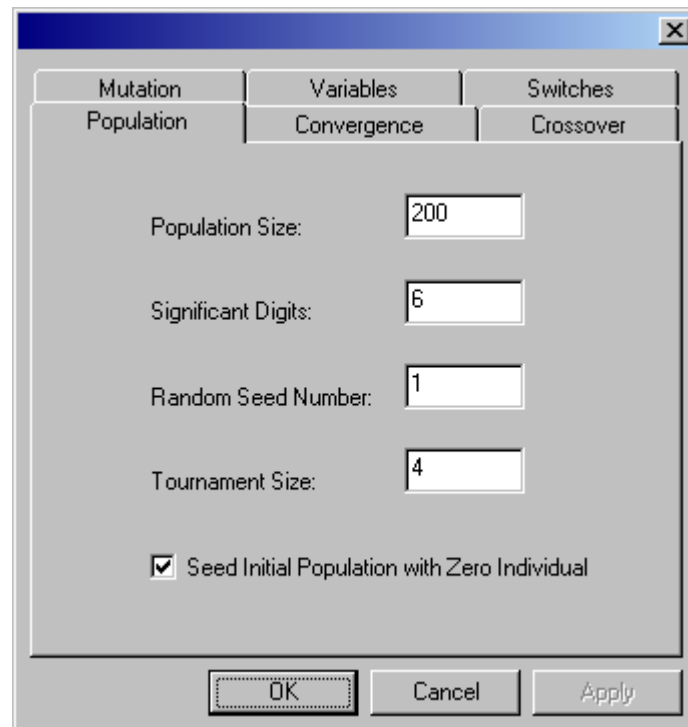 Mutation Variables Switches
Population Convergence Crossover
Population Size: 200
Significant Digits: 6
Random Seed Number: 1
Tournament Size: 4
Seed Initial Population with Zero Individual
OK Cancel Apply